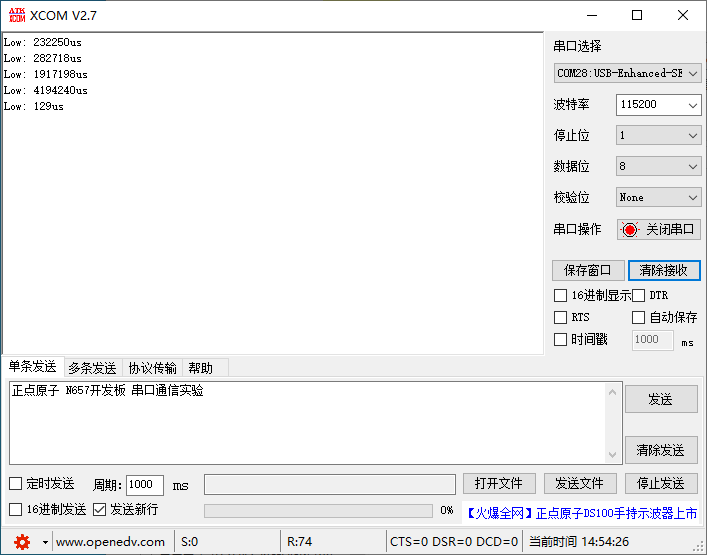 ATK XCOM XCOM V2.7
Low: 232250us
Low: 282718us
Low: 1917198us
Low: 4194240us
Low: 129us
串口选择
COM28:USB-Enhanced-SE
波特率 115200
停止位 1
数据位 8
校验位 None
串口操作 关闭串口
保存窗口 清除接收
16进制显示 DTR
RTS 自动保存
时间戳 1000 ms
单条发送 多条发送 协议传输 帮助
正点原子 N657开发板 串口通信实验
发送
清除发送
定时发送 周期: 1000 ms 打开文件 发送文件 停止发送
16进制发送 发送新行 0% 【火爆全网】正点原子DS100手持示波器上市
www.openedv.com S:0 R:74 CTS=0 DSR=0 DCD=0 当前时间 14:54:26